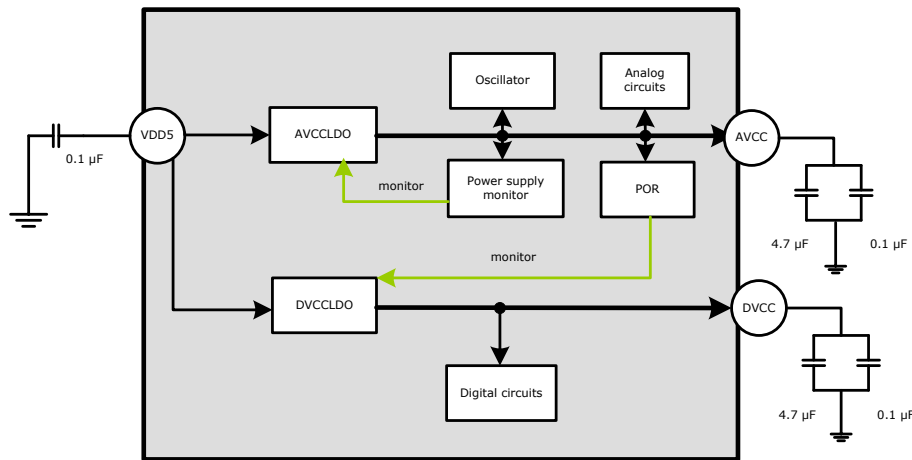 Oscillator
Analog
circuits
VDD5
AVCCLDO
AVCC
0.1 µF
monitor
Power supply
monitor
POR
4.7 µF
0.1 µF
monitor
DVCCLDO
DVCC
Digital circuits
4.7 µF
0.1 µF